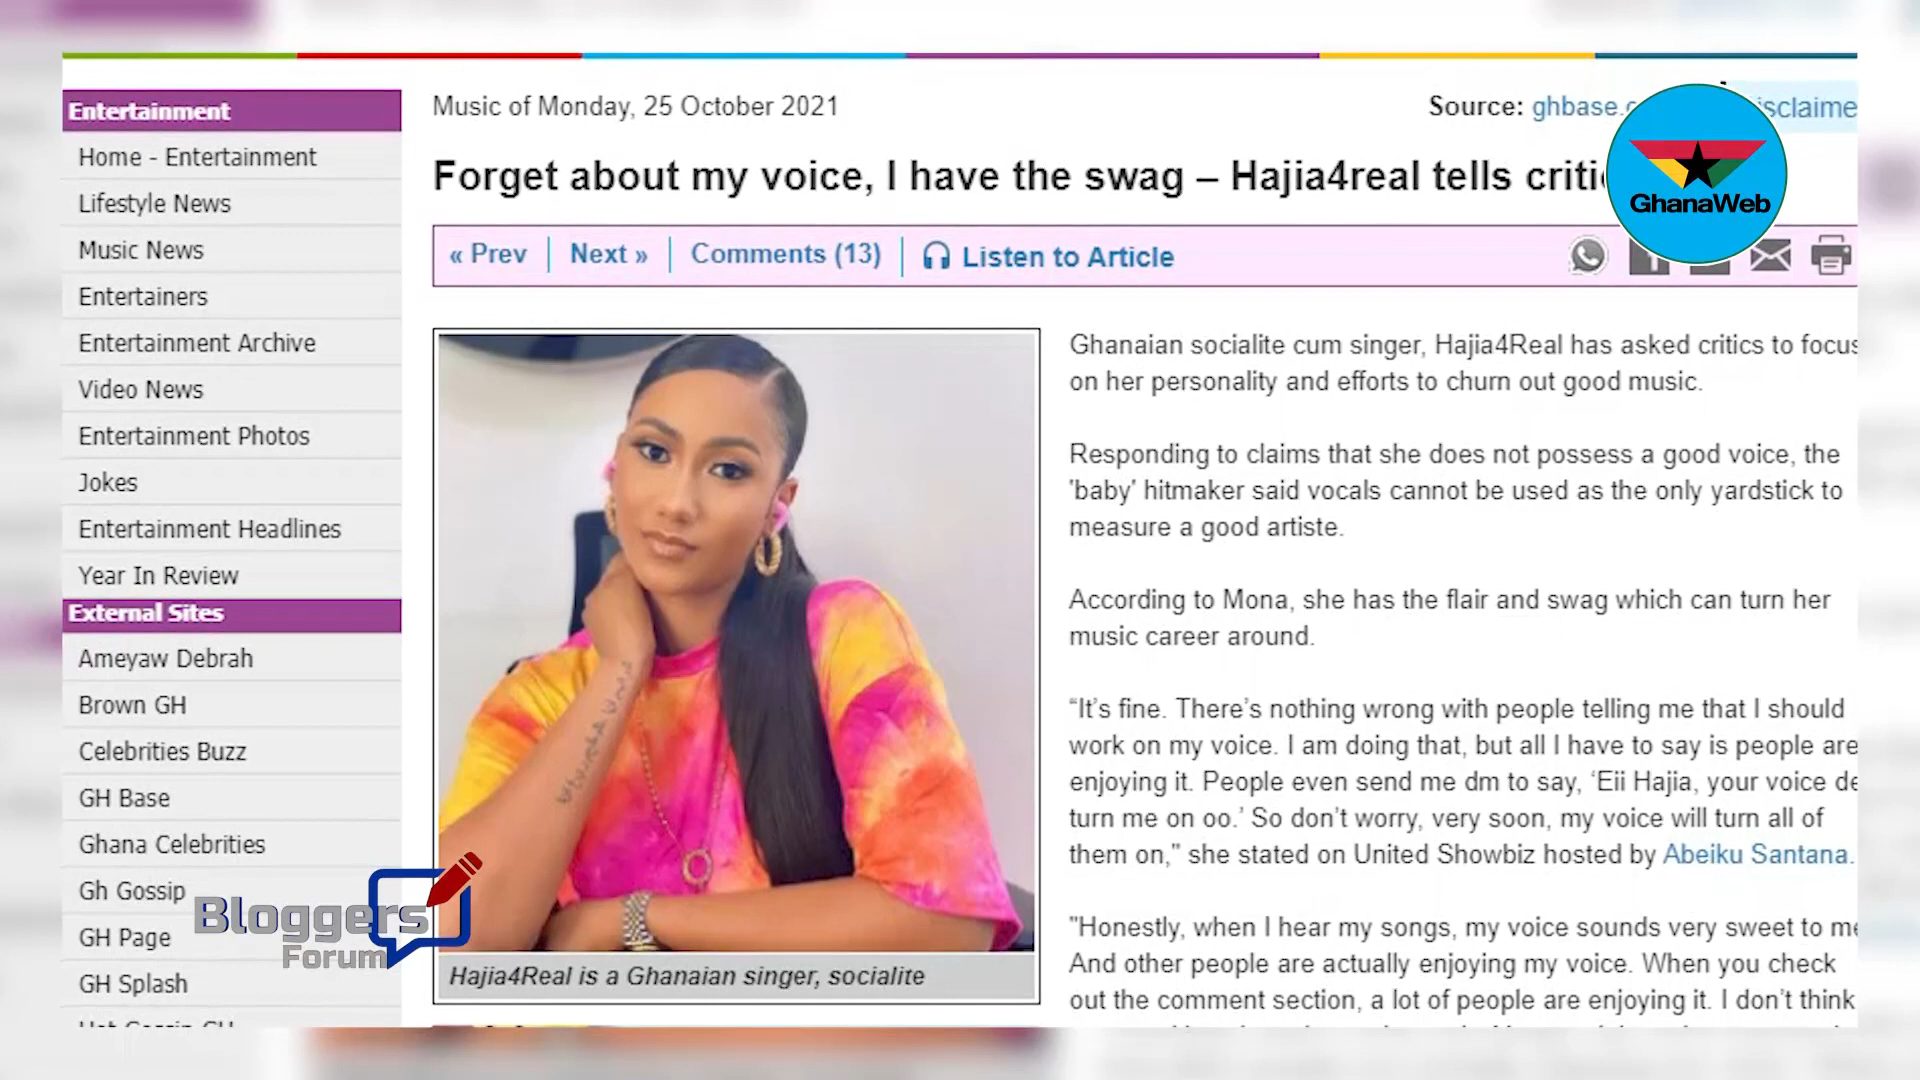 Entertainment
Home - Entertainment
Lifestyle News
Music News
Entertainers
Entertainment Archive
Video News
Entertainment Photos
Jokes
Entertainment Headlines
Year In Review
External Sites
Ameyaw Debrah
Brown GH
Celebrities Buzz
GH Base
Ghana Celebrities
Gh Gossip
GH Page
GH Splash
Bloggers
Forum
Music of Monday, 25 October 2021
Source: ghbase.
GhanaWeb
Forget about my voice, I have the swag – Hajia4real tells
« Prev
Next »
Comments (13)
Listen to Article
Hajia4Real is a Ghanaian singer, socialite
Ghanaian socialite cum singer, Hajia4Real has asked critics to focus
on her personality and efforts to churn out good music.
Responding to claims that she does not possess a good voice, the
'baby' hitmaker said vocals cannot be used as the only yardstick to
measure a good artiste.
According to Mona, she has the flair and swag which can turn her
music career around.
“It’s fine. There’s nothing wrong with people telling me that I should
work on my voice. I am doing that, but all I have to say is people are
enjoying it. People even send me dm to say, ‘Eii Hajia, your voice de
turn me on oo.’ So don’t worry, very soon, my voice will turn all of
them on," she stated on United Showbiz hosted by Abeiku Santana.
"Honestly, when I hear my songs, my voice sounds very sweet to me
And other people are actually enjoying my voice. When you check
out the comment section, a lot of people are enjoying it. I don’t think